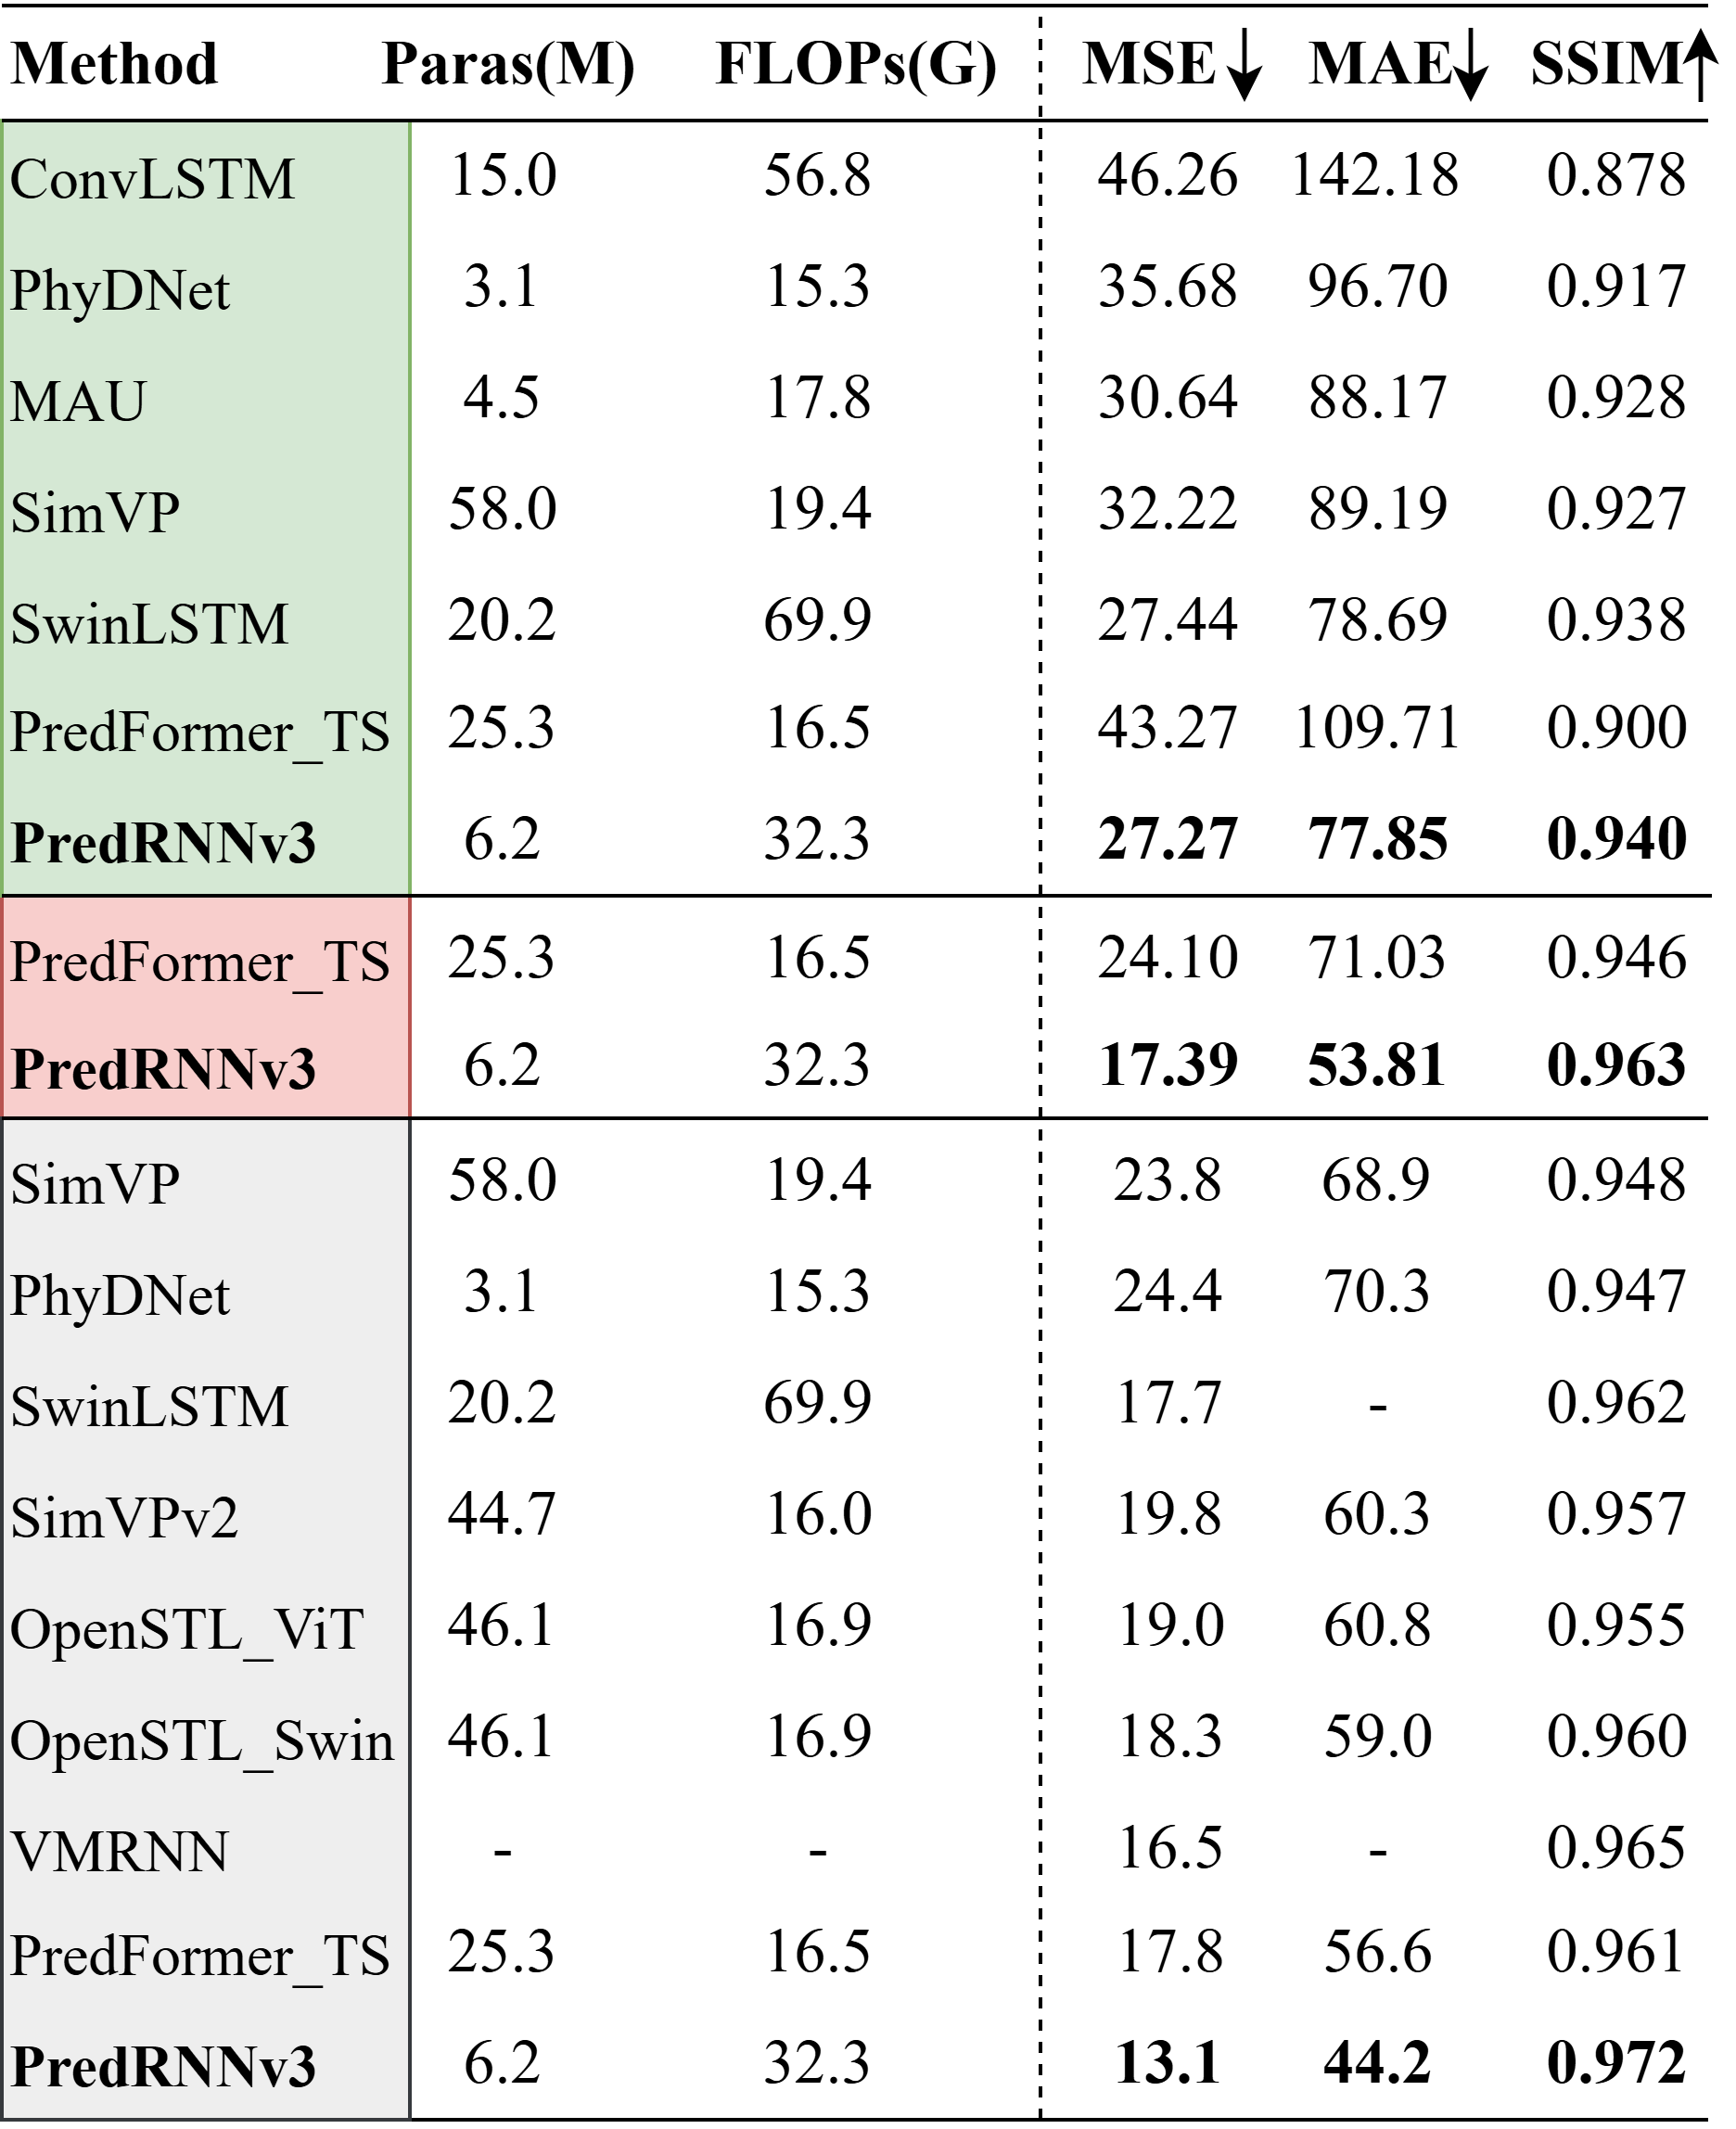 Method Paras(M) FLOPs(G) MSE↓ MAE↓ SSIM↑
ConvLSTM 15.0 56.8 46.26 142.18 0.878
PhyDNet 3.1 15.3 35.68 96.70 0.917
MAU 4.5 17.8 30.64 88.17 0.928
SimVP 58.0 19.4 32.22 89.19 0.927
SwinLSTM 20.2 69.9 27.44 78.69 0.938
PredFormer_TS 25.3 16.5 43.27 109.71 0.900
PredRNNv3 6.2 32.3 27.27 77.85 0.940
PredFormer_TS 25.3 16.5 24.10 71.03 0.946
PredRNNv3 6.2 32.3 17.39 53.81 0.963
SimVP 58.0 19.4 23.8 68.9 0.948
PhyDNet 3.1 15.3 24.4 70.3 0.947
SwinLSTM 20.2 69.9 17.7 - 0.962
SimVPv2 44.7 16.0 19.8 60.3 0.957
OpenSTL_ViT 46.1 16.9 19.0 60.8 0.955
OpenSTL_Swin 46.1 16.9 18.3 59.0 0.960
VMRNN - - 16.5 - 0.965
PredFormer_TS 25.3 16.5 17.8 56.6 0.961
PredRNNv3 6.2 32.3 13.1 44.2 0.972